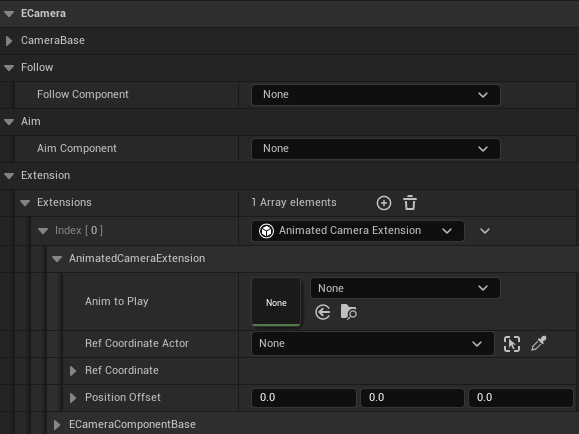 ECamera
CameraBase
Follow
Follow Component None
Aim
Aim Component None
Extension
Extensions 1 Array elements
Index [ 0 ] Animated Camera Extension
AnimatedCameraExtension
Anim to Play None None
Ref Coordinate Actor None
Ref Coordinate
Position Offset 0.0 0.0 0.0
ECameraComponentBase